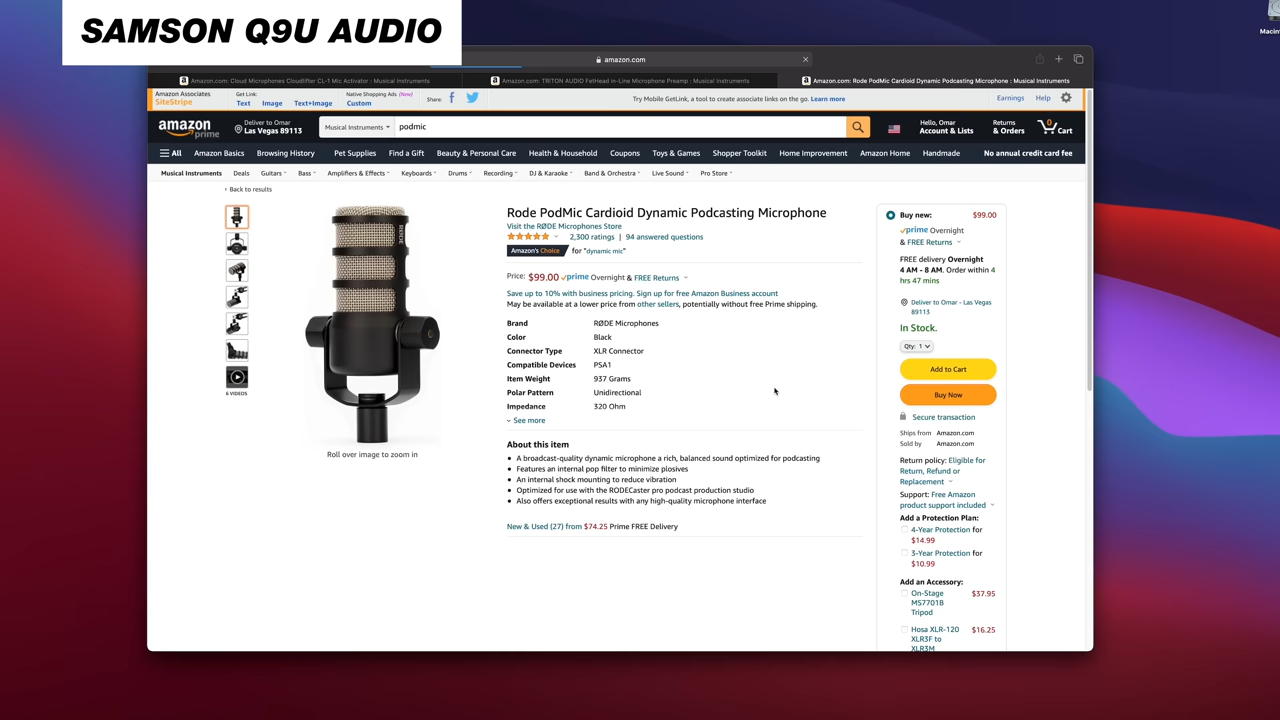 SAMSON Q9U AUDIO
amazon.com
Amazon.com: Cloud Microphones Cloudlifter CL-1 Mic Activator : Musical Instruments
Amazon.com: TRITON AUDIO FetHead in-Line Microphone Preamp : Musical Instruments
Amazon.com: Rode PodMic Cardioid Dynamic Podcasting Microphone : Musical Instruments
Amazon Associates
SiteStripe
Get Link:
Text Image Text+Image
Native Shopping Ads (New)
Custom
Share:
Try Mobile GetLink, a tool to create associate links on the go. Learn more
Earnings Help
amazon
prime
Deliver to Omar
Las Vegas 89113
Musical Instruments
podmic
Hello, Omar
Account & Lists
Returns
& Orders
0
Cart
All Amazon Basics Browsing History Pet Supplies Find a Gift Beauty & Personal Care Health & Household Coupons Toys & Games Shopper Toolkit Home Improvement Amazon Home Handmade No annual credit card fee
Musical Instruments Deals Guitars Bass Amplifiers & Effects Keyboards Drums Recording DJ & Karaoke Band & Orchestra Live Sound Pro Store
‹ Back to results
6 VIDEOS
RØDE
Roll over image to zoom in
Rode PodMic Cardioid Dynamic Podcasting Microphone
Visit the RØDE Microphones Store
2,300 ratings | 94 answered questions
Amazon's Choice for "dynamic mic"
Price: $99.00 prime Overnight & FREE Returns
Save up to 10% with business pricing. Sign up for free Amazon Business account
May be available at a lower price from other sellers, potentially without free Prime shipping.
Brand RØDE Microphones
Color Black
Connector Type XLR Connector
Compatible Devices PSA1
Item Weight 937 Grams
Polar Pattern Unidirectional
Impedance 320 Ohm
See more
About this item
• A broadcast-quality dynamic microphone a rich, balanced sound optimized for podcasting
• Features an internal pop filter to minimize plosives
• An internal shock mounting to reduce vibration
• Optimized for use with the RODECaster pro podcast production studio
• Also offers exceptional results with any high-quality microphone interface
New & Used (27) from $74.25 Prime FREE Delivery
Buy new: $99.00
prime Overnight
& FREE Returns
FREE delivery Overnight
4 AM - 8 AM. Order within 4
hrs 47 mins
Deliver to Omar - Las Vegas
89113
In Stock.
Qty: 1
Add to Cart
Buy Now
Secure transaction
Ships from Amazon.com
Sold by Amazon.com
Return policy: Eligible for
Return, Refund or
Replacement
Support: Free Amazon
product support included
Add a Protection Plan:
4-Year Protection for
$14.99
3-Year Protection for
$10.99
Add an Accessory:
On-Stage $37.95
MS7701B
Tripod
Hosa XLR-120 $16.25
XLR3F to
XLR3M
Macin